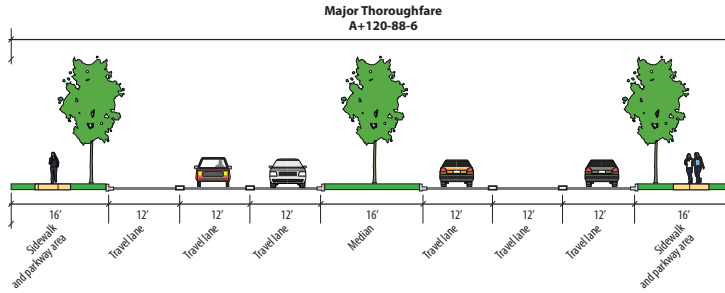 Major Thoroughfare
A+120-88-6
16’ 12’ 12’ 12’ 16’ 12’ 12’ 12’ 16’
Sidewalk
and parkway area
Travel lane
Travel lane
Travel lane
Median
Travel lane
Travel lane
Travel lane
Sidewalk
and parkway area